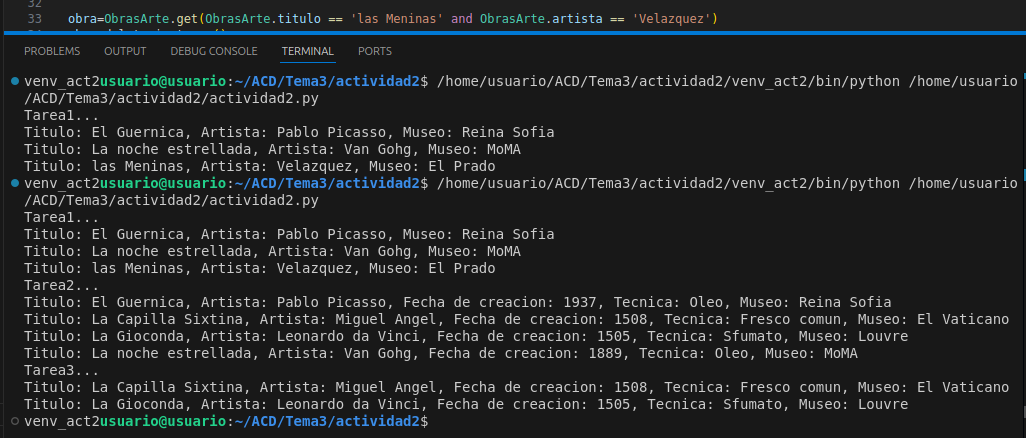 32
33 obra=ObrasArte.get(ObrasArte.titulo == 'las Meninas' and ObrasArte.artista == 'Velazquez')
PROBLEMS OUTPUT DEBUG CONSOLE TERMINAL PORTS
venv_act2usuario@usuario:~/ACD/Tema3/actividad2$ /home/usuario/ACD/Tema3/actividad2/venv_act2/bin/python /home/usuario
/ACD/Tema3/actividad2/actividad2.py
Tarea1...
Titulo: El Guernica, Artista: Pablo Picasso, Museo: Reina Sofia
Titulo: La noche estrellada, Artista: Van Gohg, Museo: MoMA
Titulo: las Meninas, Artista: Velazquez, Museo: El Prado
venv_act2usuario@usuario:~/ACD/Tema3/actividad2$ /home/usuario/ACD/Tema3/actividad2/venv_act2/bin/python /home/usuario
/ACD/Tema3/actividad2/actividad2.py
Tarea1...
Titulo: El Guernica, Artista: Pablo Picasso, Museo: Reina Sofia
Titulo: La noche estrellada, Artista: Van Gohg, Museo: MoMA
Titulo: las Meninas, Artista: Velazquez, Museo: El Prado
Tarea2...
Titulo: El Guernica, Artista: Pablo Picasso, Fecha de creacion: 1937, Tecnica: Oleo, Museo: Reina Sofia
Titulo: La Capilla Sixtina, Artista: Miguel Angel, Fecha de creacion: 1508, Tecnica: Fresco comun, Museo: El Vaticano
Titulo: La Gioconda, Artista: Leonardo da Vinci, Fecha de creacion: 1505, Tecnica: Sfumato, Museo: Louvre
Titulo: La noche estrellada, Artista: Van Gohg, Fecha de creacion: 1889, Tecnica: Oleo, Museo: MoMA
Tarea3...
Titulo: La Capilla Sixtina, Artista: Miguel Angel, Fecha de creacion: 1508, Tecnica: Fresco comun, Museo: El Vaticano
Titulo: La Gioconda, Artista: Leonardo da Vinci, Fecha de creacion: 1505, Tecnica: Sfumato, Museo: Louvre
venv_act2usuario@usuario:~/ACD/Tema3/actividad2$